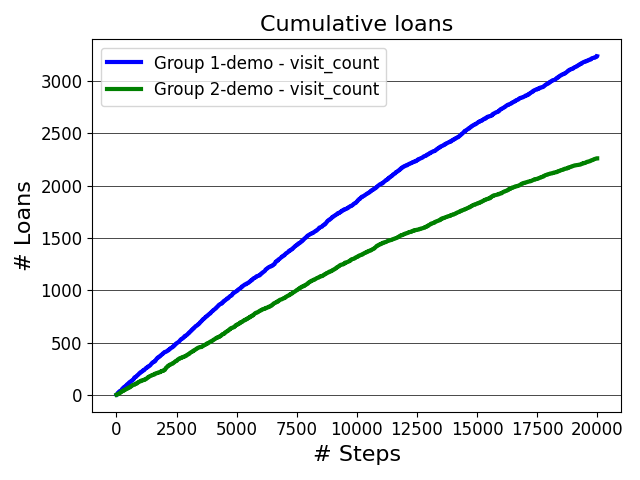 Cumulative loans
Group 1-demo - visit_count
Group 2-demo - visit_count
# Loans
3000
2500
2000
1500
1000
500
0
0 2500 5000 7500 10000 12500 15000 17500 20000
# Steps